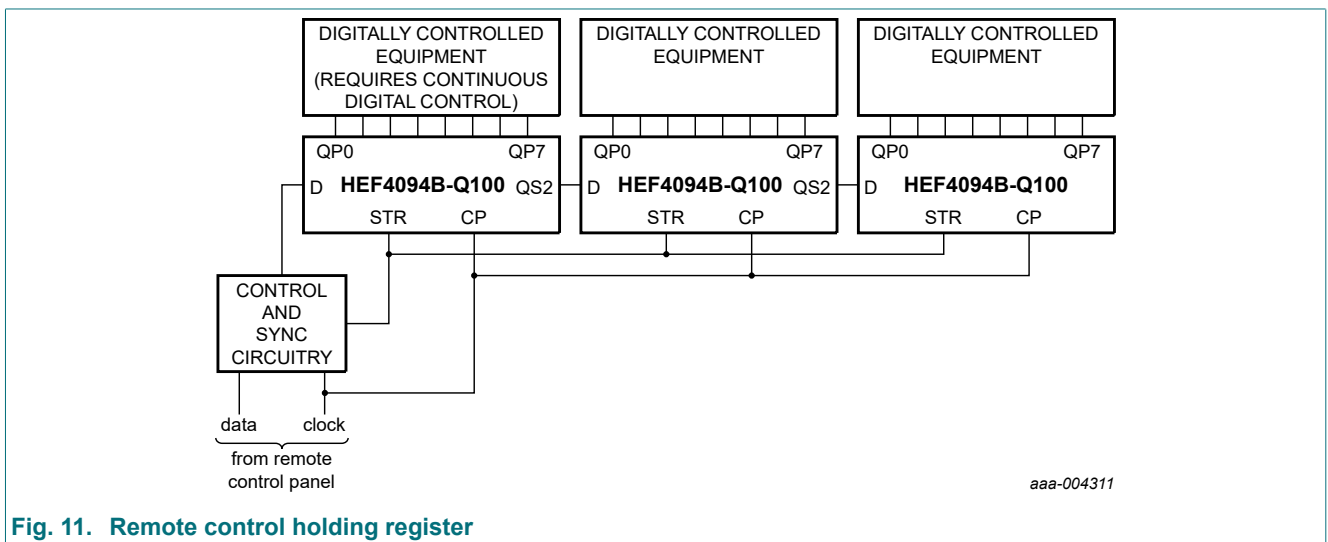 DIGITALLY CONTROLLED
EQUIPMENT
(REQUIRES CONTINUOUS
DIGITAL CONTROL)
DIGITALLY CONTROLLED
EQUIPMENT
DIGITALLY CONTROLLED
EQUIPMENT
QP0 QP7
D HEF4094B-Q100 QS2
STR CP
QP0 QP7
D HEF4094B-Q100 QS2
STR CP
QP0 QP7
D HEF4094B-Q100
STR CP
CONTROL
AND
SYNC
CIRCUITRY
data clock
from remote
control panel
aaa-004311
Fig. 11. Remote control holding register